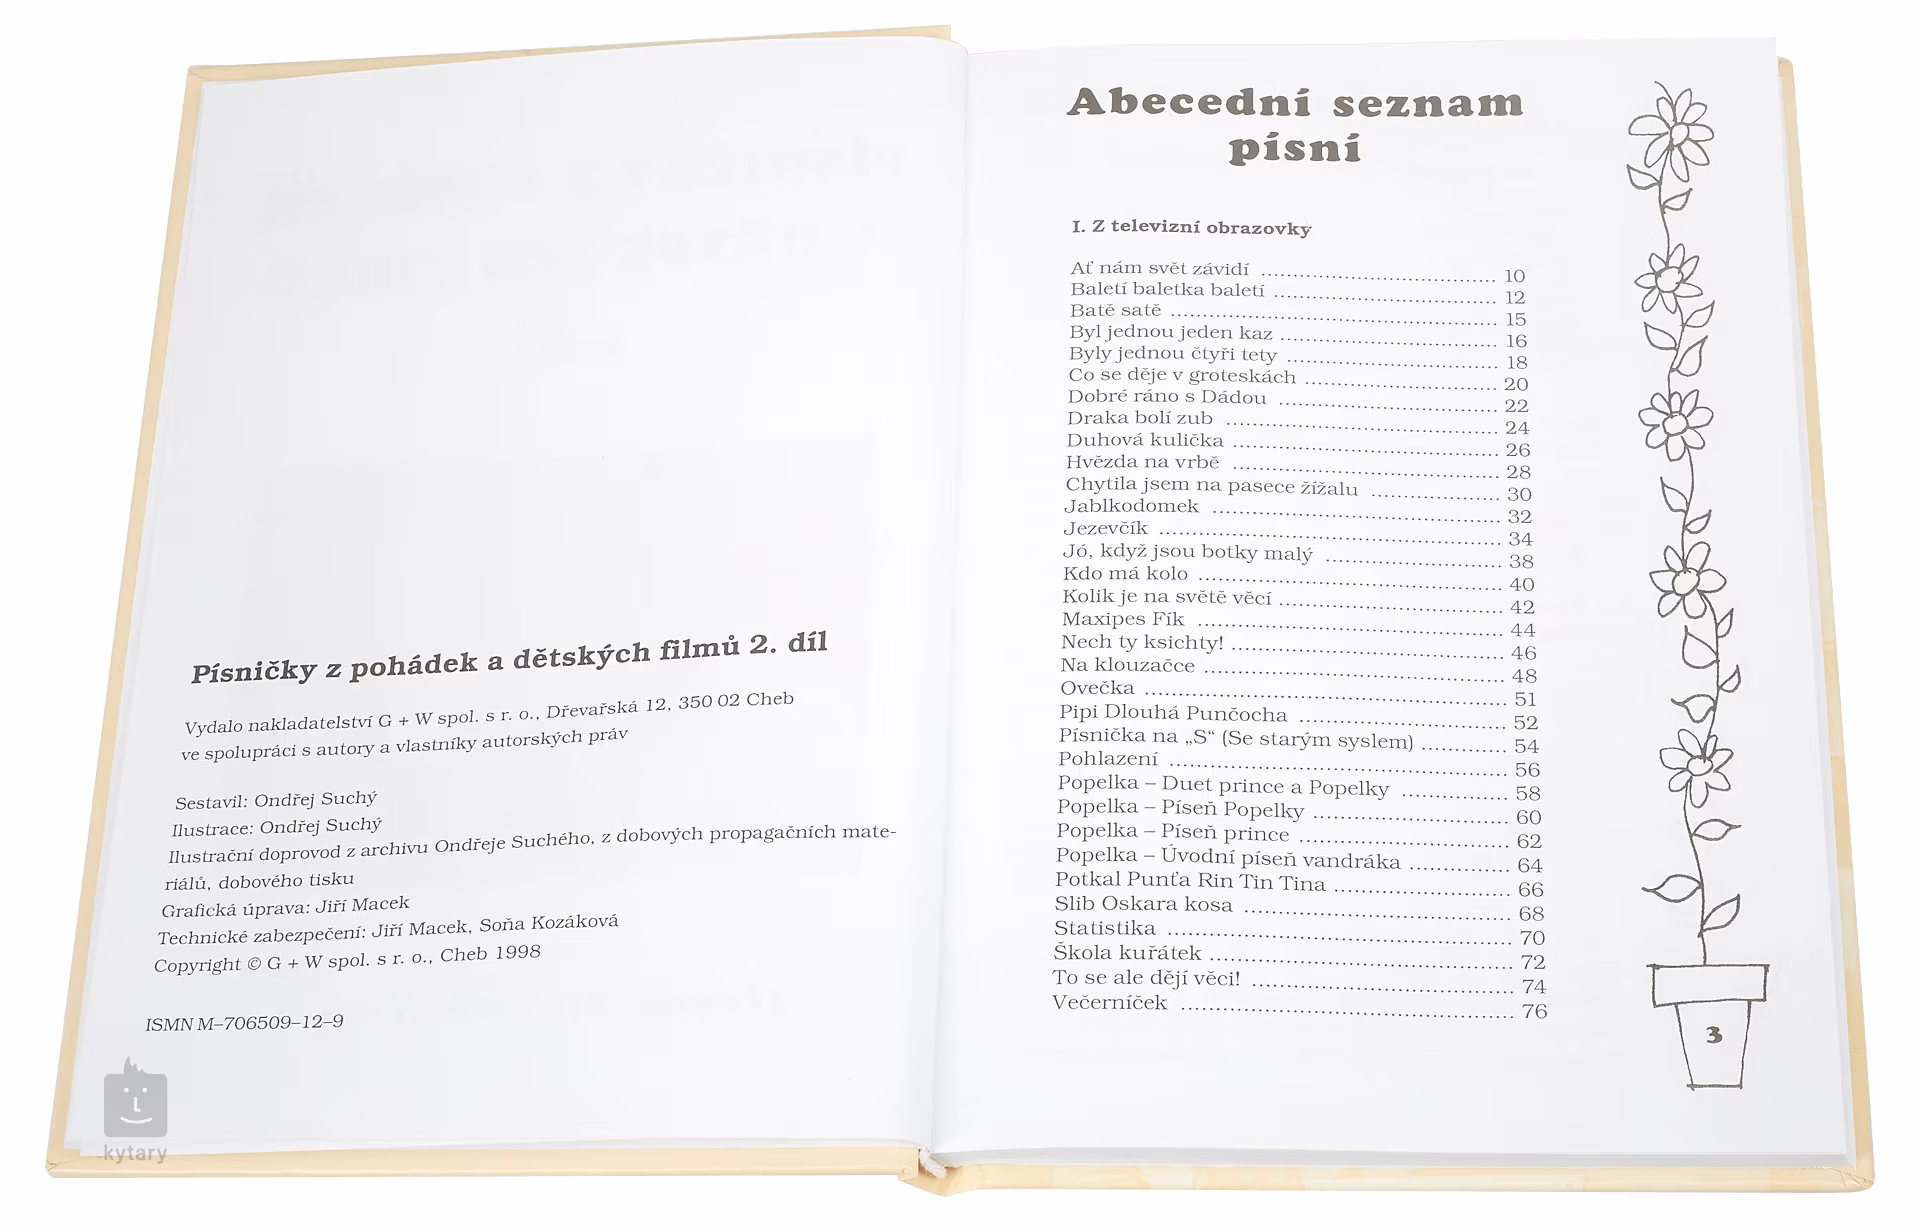 Písničky z pohádek a dětských filmů 2. díl
Vydalo nakladatelství G + W spol. s r. o., Dřevařská 12, 350 02 Cheb
ve spolupráci s autory a vlastníky autorských práv
Sestavil: Ondřej Suchý
Ilustrace: Ondřej Suchý
Ilustrační doprovod z archivu Ondřeje Suchého, z dobových propagačních mate-
riálů, dobového tisku
Grafická úprava: Jiří Macek
Technické zabezpečení: Jiří Macek, Soňa Kozáková
Copyright © G + W spol. s r. o., Cheb 1998
ISMN M–706509–12–9
kytary
Abecední seznam
písní
I. Z televizní obrazovky
Ať nám svět závidí ..................................... 10
Baletí baletka baletí ................................... 12
Batě satě ................................................... 15
Byl jednou jeden kaz .................................. 16
Byly jednou čtyři tety ................................. 18
Co se děje v groteskách .............................. 20
Dobré ráno s Dádou .................................. 22
Draka bolí zub .......................................... 24
Duhová kulička ......................................... 26
Hvězda na vrbě ......................................... 28
Chytila jsem na pasece žížalu .................... 30
Jablkodomek ............................................ 32
Jezevčík ..................................................... 34
Jó, když jsou botky malý ........................... 38
Kdo má kolo .............................................. 40
Kolik je na světě věcí .................................. 42
Maxipes Fík ............................................... 44
Nech ty ksichty! ......................................... 46
Na klouzačce ............................................. 48
Ovečka ...................................................... 51
Pipi Dlouhá Punčocha ............................... 52
Písnička na „S“ (Se starým syslem) ............. 54
Pohlazení ................................................... 56
Popelka – Duet prince a Popelky ................ 58
Popelka – Píseň Popelky ............................. 60
Popelka – Píseň prince ................................ 62
Popelka – Úvodní píseň vandráka ............... 64
Potkal Punťa Rin Tin Tina ........................... 66
Slib Oskara kosa ........................................ 68
Statistika ................................................... 70
Škola kuřátek ............................................. 72
To se ale dějí věci! ...................................... 74
Večerníček ................................................. 76
3